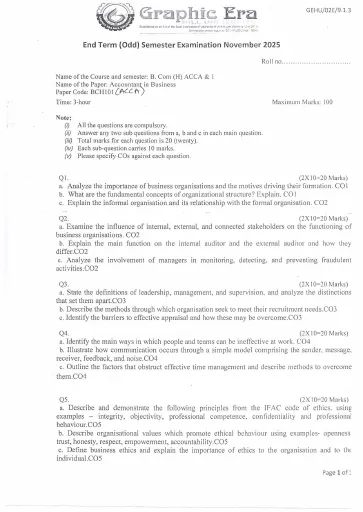 GEHU/02E/9.1.3
Graphic Era
End Term (Odd) Semester Examination November 2025
Roll no..............................
Name of the Course and semester: B. Com (H) ACCA & 1
Name of the Paper: Accountant in Business
Paper Code: BCH101 (ACCA)
Time: 3-hour Maximum Marks: 100
Note:
(i) All the questions are compulsory.
(ii) Answer any two sub questions from a, b and c in each main question.
(iii) Total marks for each question is 20 (twenty).
(iv) Each sub-question carries 10 marks.
(v) Please specify COs against each question.
Q1. (2X10=20 Marks)
a. Analyze the importance of business organisations and the motives driving their formation. CO1
b. What are the fundamental concepts of organizational structure? Explain. CO1
c. Explain the informal organisation and its relationship with the formal organisation. CO2
Q2. (2X10=20 Marks)
a. Examine the influence of internal, external, and connected stakeholders on the functioning of
business organisations. CO2
b. Explain the main function on the internal auditor and the external auditor and how they
differ.CO2
c. Analyze the involvement of managers in monitoring, detecting, and preventing fraudulent
activities.CO2
Q3. (2X10=20 Marks)
a. State the definitions of leadership, management, and supervision, and analyze the distinctions
that set them apart.CO3
b. Describe the methods through which organisation seek to meet their recruitment needs.CO3
c. Identify the barriers to effective appraisal and how these may be overcome.CO3
Q4. (2X10=20 Marks)
a. Identify the main ways in which people and teams can be ineffective at work. CO4
b. Illustrate how communication occurs through a simple model comprising the sender, message,
receiver, feedback, and noise.CO4
c. Outline the factors that obstruct effective time management and describe methods to overcome
them.CO4
Q5. (2X10=20 Marks)
a. Describe and demonstrate the following principles from the IFAC code of ethics, using
examples – integrity, objectivity, professional competence, confidentiality and professional
behaviour.CO5
b. Describe organisational values which promote ethical behaviour using examples- openness
trust, honesty, respect, empowerment, accountability.CO5
c. Define business ethics and explain the importance of ethics to the organisation and to the
Individual.CO5
Page 1 of